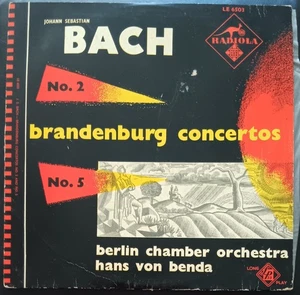 LB 6203
JOHANN SEBASTIAN
BACH
RADIOLA
No. 2
brandenburg concertos
No. 5
berlin chamber orchestra
hans von benda
LONG PLAY